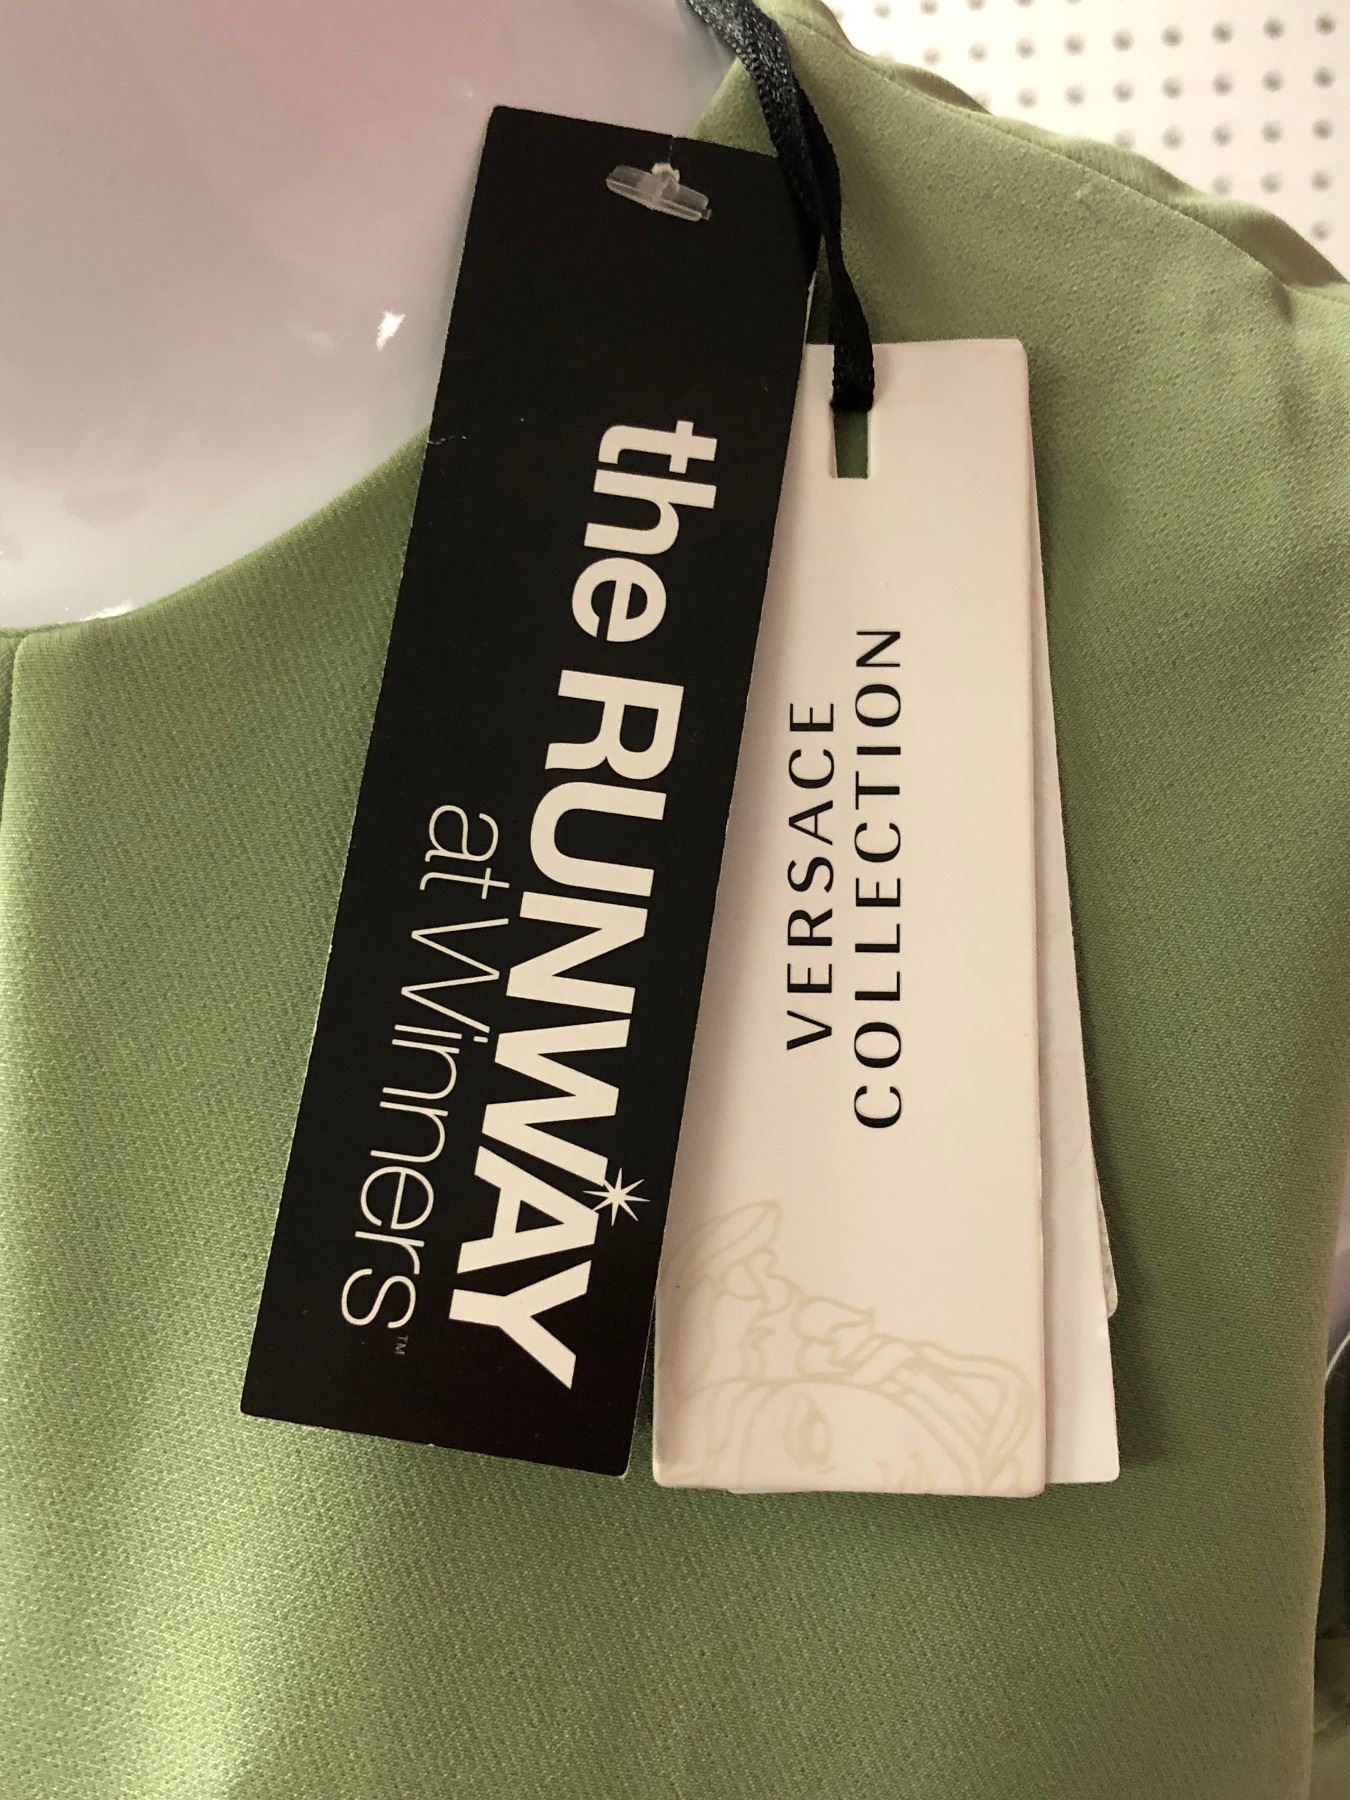 the RUNWAY
at Winners™
VERSACE
COLLECTION